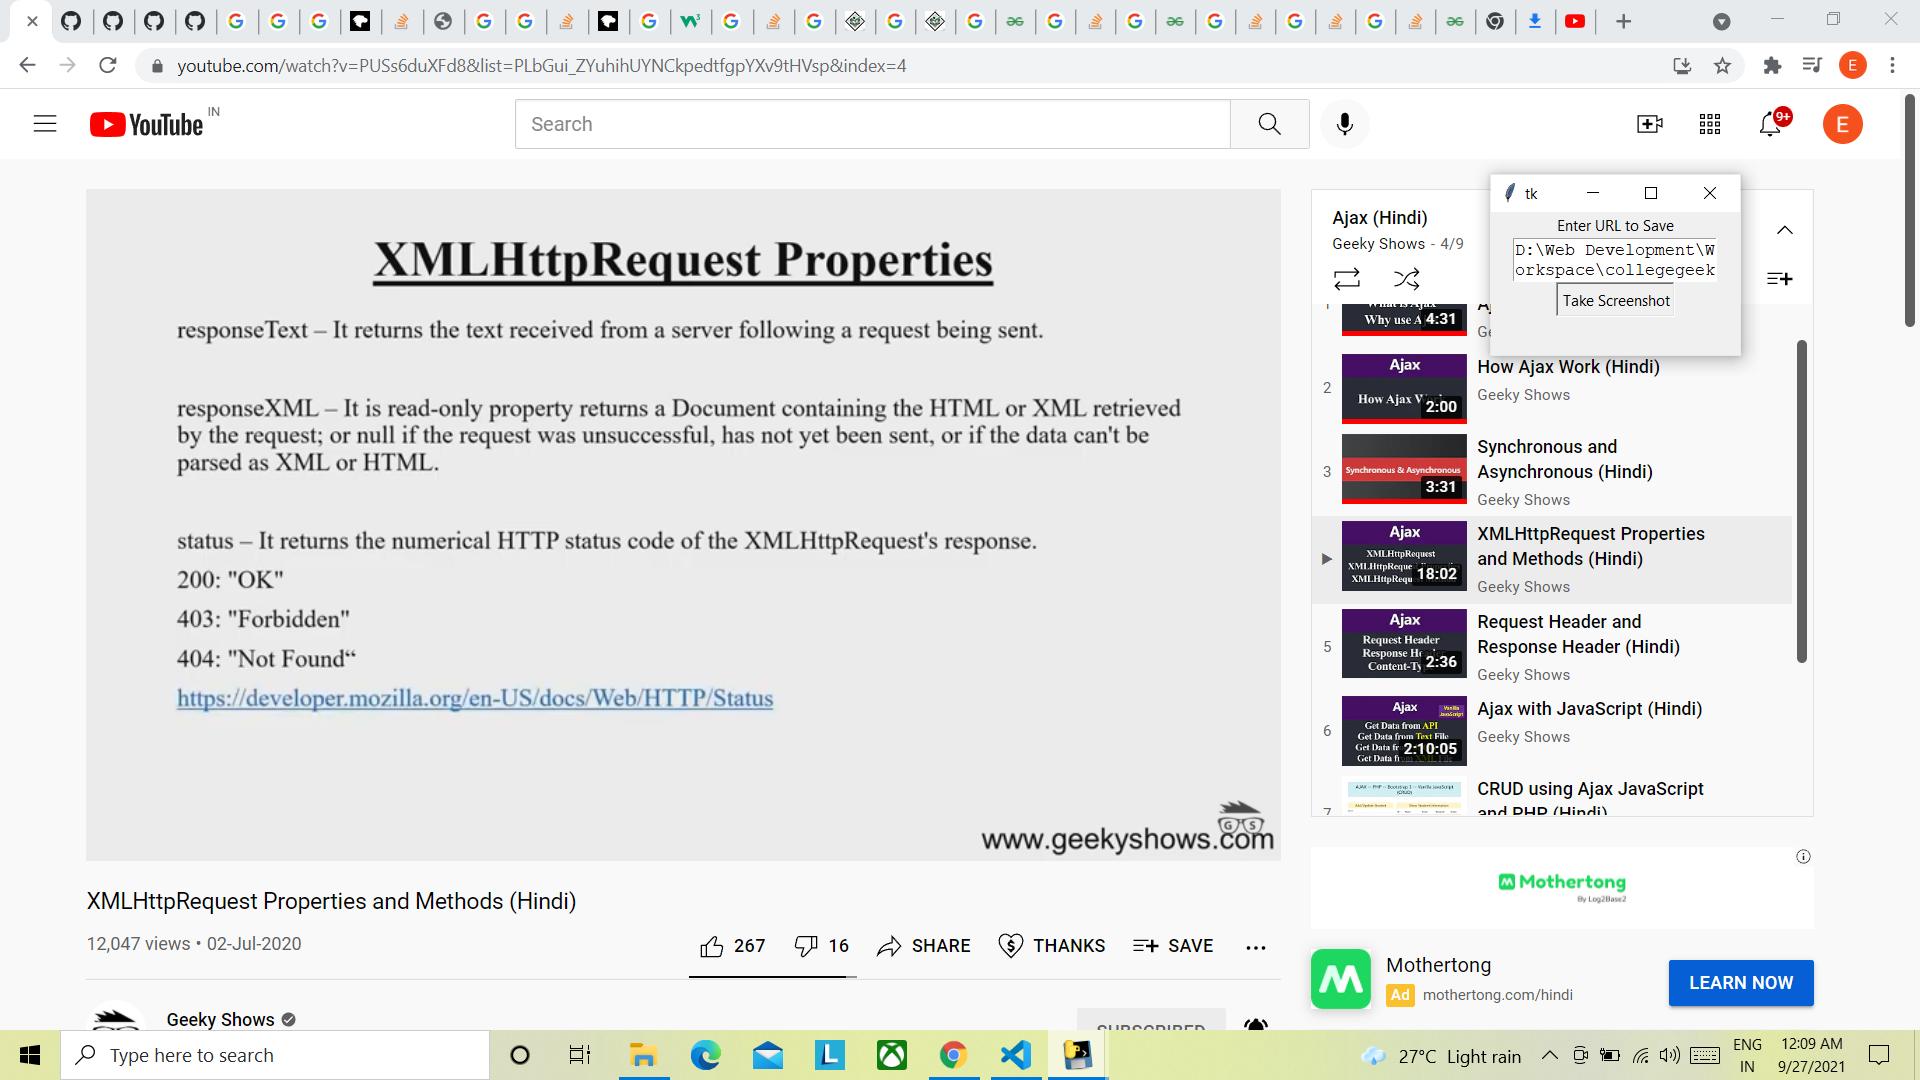 youtube.com/watch?v=PUSs6duXFd8&list=PLbGui_ZYuhihUYNCkpedtfgpYXv9tHVsp&index=4
E
YouTube IN
Search
9+
E
XMLHttpRequest Properties
responseText – It returns the text received from a server following a request being sent.
responseXML – It is read-only property returns a Document containing the HTML or XML retrieved
by the request; or null if the request was unsuccessful, has not yet been sent, or if the data can't be
parsed as XML or HTML.
status – It returns the numerical HTTP status code of the XMLHttpRequest's response.
200: "OK"
403: "Forbidden"
404: "Not Found“
https://developer.mozilla.org/en-US/docs/Web/HTTP/Status
GS
www.geekyshows.com
XMLHttpRequest Properties and Methods (Hindi)
12,047 views • 02-Jul-2020
267
16
SHARE
THANKS
SAVE
Geeky Shows
SUBSCRIBED
Ajax (Hindi)
Geeky Shows - 4/9
tk
Enter URL to Save
D:\Web Development\W
orkspace\collegegeek
Take Screenshot
Why use
4:31
2
Ajax
How Ajax
2:00
How Ajax Work (Hindi)
Geeky Shows
3
Synchronous & Asynchronous
3:31
Synchronous and
Asynchronous (Hindi)
Geeky Shows
Ajax
XMLHttpRequest
18:02
XMLHttpRequest Properties
and Methods (Hindi)
Geeky Shows
5
Ajax
Request Header
Response
2:36
Request Header and
Response Header (Hindi)
Geeky Shows
6
Ajax
Vanilla
JavaScript
Get Data from API
Get Data from Text File
2:10:05
Ajax with JavaScript (Hindi)
Geeky Shows
7
CRUD using Ajax JavaScript
and PHP (Hindi)
Mothertong
By Log2Base2
Mothertong
Ad mothertong.com/hindi
LEARN NOW
Type here to search
27°C Light rain
ENG
IN
12:09 AM
9/27/2021